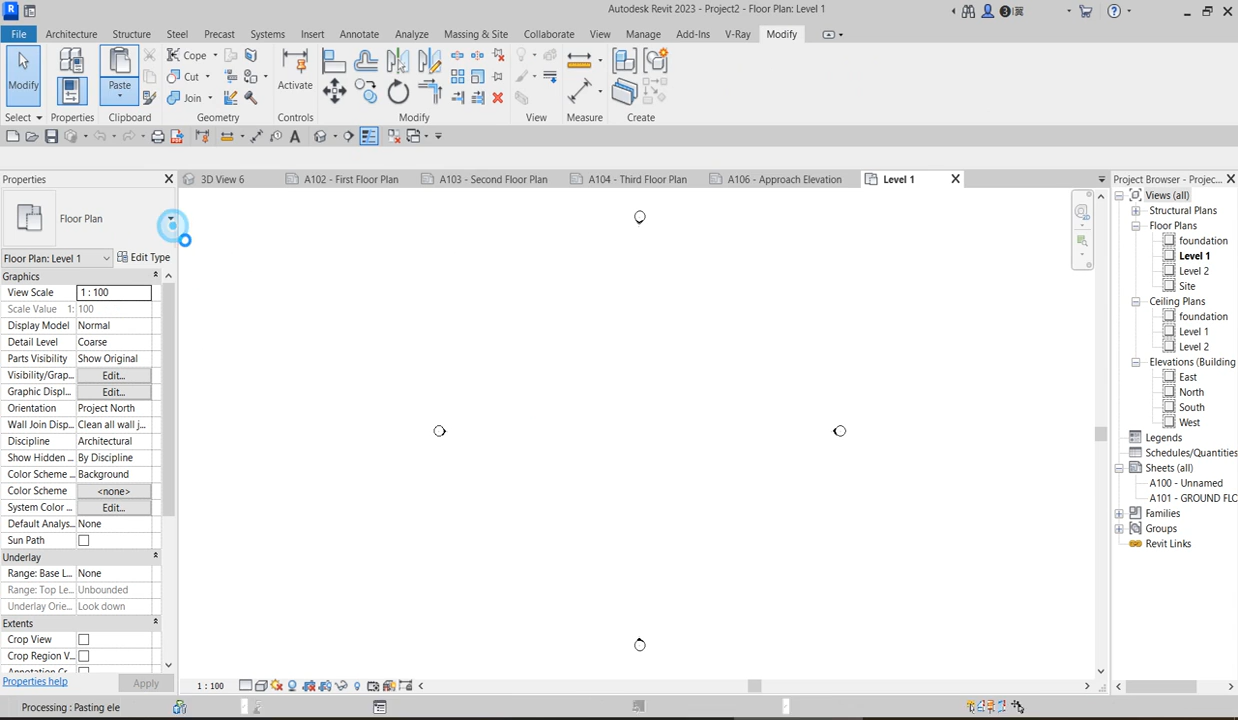 Autodesk Revit 2023 - Project2 - Floor Plan: Level 1
File Architecture Structure Steel Precast Systems Insert Annotate Analyze Massing & Site Collaborate View Manage Add-Ins V-Ray Modify
Modify Paste Cope Cut Join Activate
Select Properties Clipboard Geometry Controls Modify View Measure Create
Properties
3D View 6 A102 - First Floor Plan A103 - Second Floor Plan A104 - Third Floor Plan A106 - Approach Elevation Level 1
Floor Plan
Floor Plan: Level 1 Edit Type
Graphics
View Scale 1 : 100
Scale Value 1: 100
Display Model Normal
Detail Level Coarse
Parts Visibility Show Original
Visibility/Grap... Edit...
Graphic Displ... Edit...
Orientation Project North
Wall Join Disp... Clean all wall j...
Discipline Architectural
Show Hidden ... By Discipline
Color Scheme ... Background
Color Scheme <none>
System Color ... Edit...
Default Analys... None
Sun Path
Underlay
Range: Base L... None
Range: Top Le... Unbounded
Underlay Orie... Look down
Extents
Crop View
Crop Region V...
Properties help Apply
1 : 100
Processing : Pasting ele
Project Browser - Projec...
Views (all)
Structural Plans
Floor Plans
foundation
Level 1
Level 2
Site
Ceiling Plans
foundation
Level 1
Level 2
Elevations (Building
East
North
South
West
Legends
Schedules/Quantities
Sheets (all)
A100 - Unnamed
A101 - GROUND FLC
Families
Groups
Revit Links